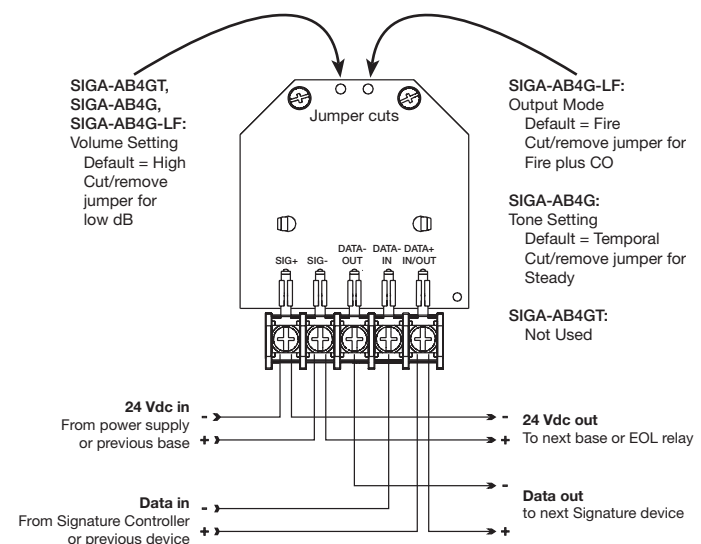 SIGA-AB4GT,
SIGA-AB4G,
SIGA-AB4G-LF:
Volume Setting
Default = High
Cut/remove
jumper for
low dB
Jumper cuts
SIGA-AB4G-LF:
Output Mode
Default = Fire
Cut/remove jumper for
Fire plus CO
SIGA-AB4G:
Tone Setting
Default = Temporal
Cut/remove jumper for
Steady
SIGA-AB4GT:
Not Used
SIG+
SIG-
DATA-
OUT
DATA-
IN
DATA+
IN/OUT
24 Vdc in
From power supply
or previous base
-
+
-
+
24 Vdc out
To next base or EOL relay
Data in
From Signature Controller
or previous device
-
+
-
+
Data out
to next Signature device